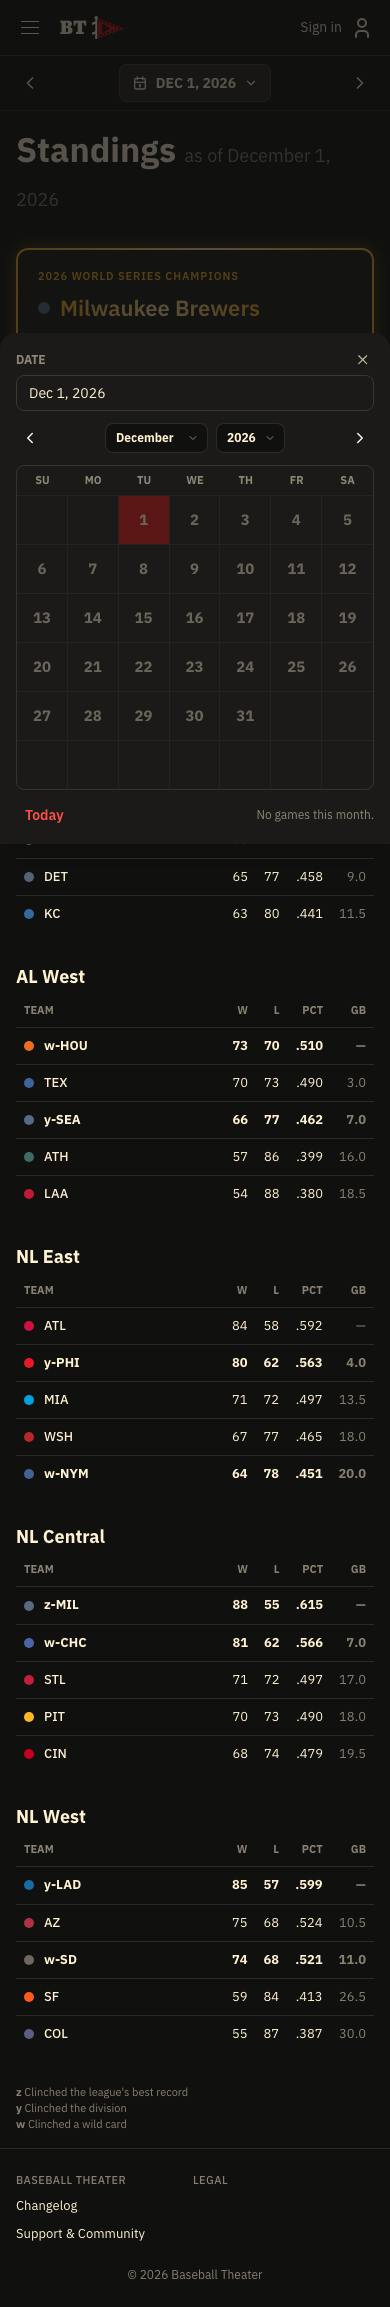 BT
Sign in
DEC 1, 2026
Standings as of December 1,
2026
2026 WORLD SERIES CHAMPIONS
Milwaukee Brewers
DATE
Dec 1, 2026
December 2026
SU MO TU WE TH FR SA
1 2 3 4 5
6 7 8 9 10 11 12
13 14 15 16 17 18 19
20 21 22 23 24 25 26
27 28 29 30 31
Today No games this month.
DET 65 77 .458 9.0
KC 63 80 .441 11.5
AL West
TEAM W L PCT GB
w-HOU 73 70 .510 —
TEX 70 73 .490 3.0
y-SEA 66 77 .462 7.0
ATH 57 86 .399 16.0
LAA 54 88 .380 18.5
NL East
TEAM W L PCT GB
ATL 84 58 .592 —
y-PHI 80 62 .563 4.0
MIA 71 72 .497 13.5
WSH 67 77 .465 18.0
w-NYM 64 78 .451 20.0
NL Central
TEAM W L PCT GB
z-MIL 88 55 .615 —
w-CHC 81 62 .566 7.0
STL 71 72 .497 17.0
PIT 70 73 .490 18.0
CIN 68 74 .479 19.5
NL West
TEAM W L PCT GB
y-LAD 85 57 .599 —
AZ 75 68 .524 10.5
w-SD 74 68 .521 11.0
SF 59 84 .413 26.5
COL 55 87 .387 30.0
z Clinched the league's best record
y Clinched the division
w Clinched a wild card
BASEBALL THEATER LEGAL
Changelog
Support & Community
© 2026 Baseball Theater